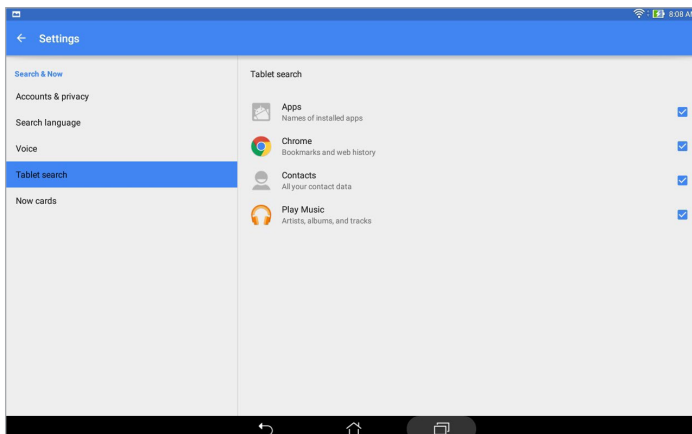 8:08 AM
Settings
Search & Now
Accounts & privacy
Search language
Voice
Tablet search
Now cards
Tablet search
Apps
Names of installed apps
Chrome
Bookmarks and web history
Contacts
All your contact data
Play Music
Artists, albums, and tracks